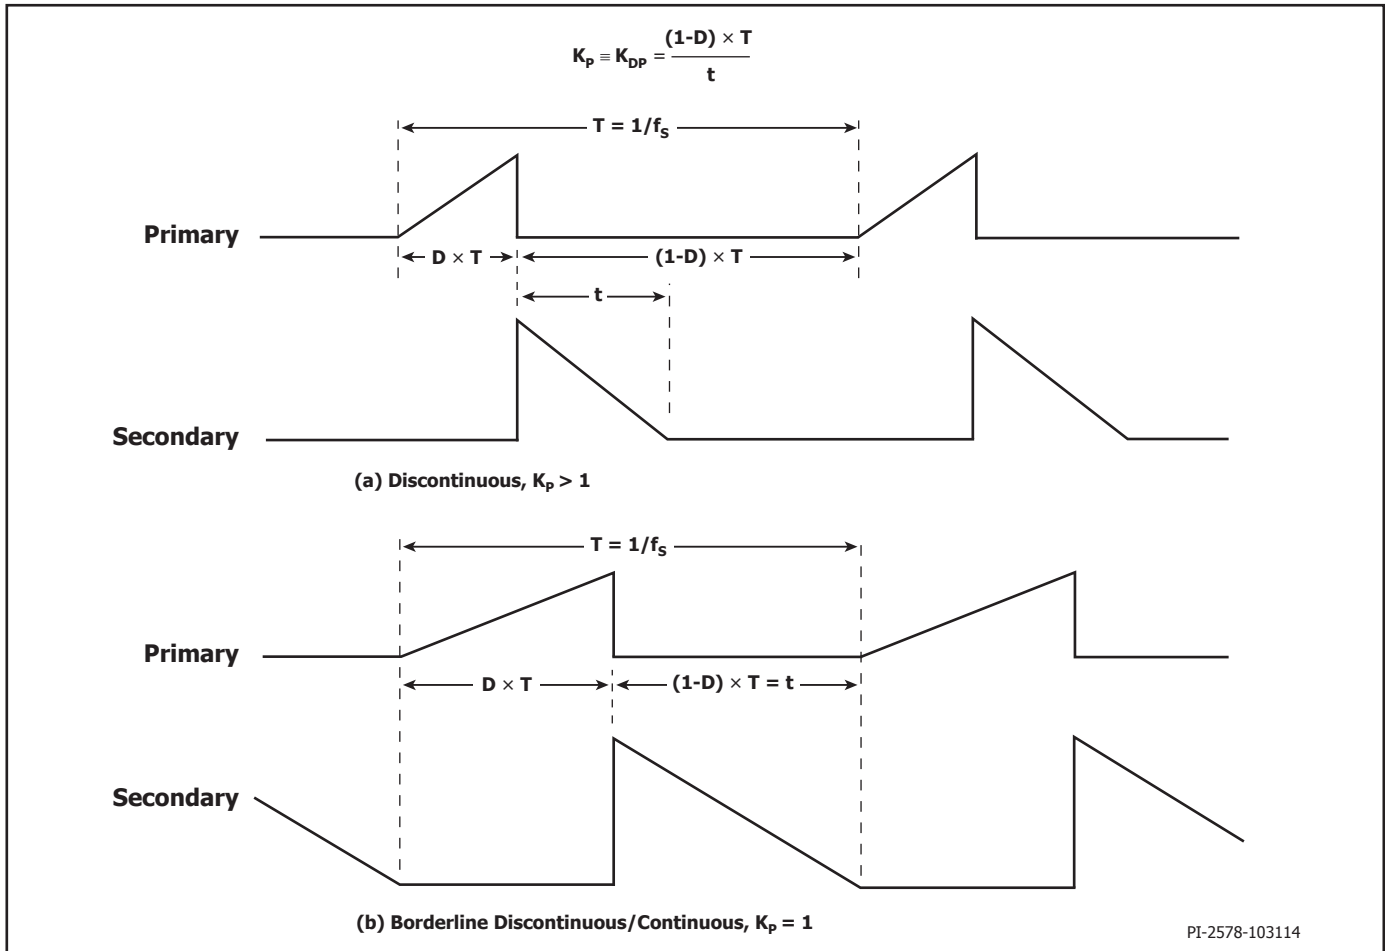 K_P ≡ K_DP = (1-D) × T / t
T = 1/f_S
Primary
D × T
(1-D) × T
t
Secondary
(a) Discontinuous, K_P > 1
T = 1/f_S
Primary
D × T
(1-D) × T = t
Secondary
(b) Borderline Discontinuous/Continuous, K_P = 1
PI-2578-103114